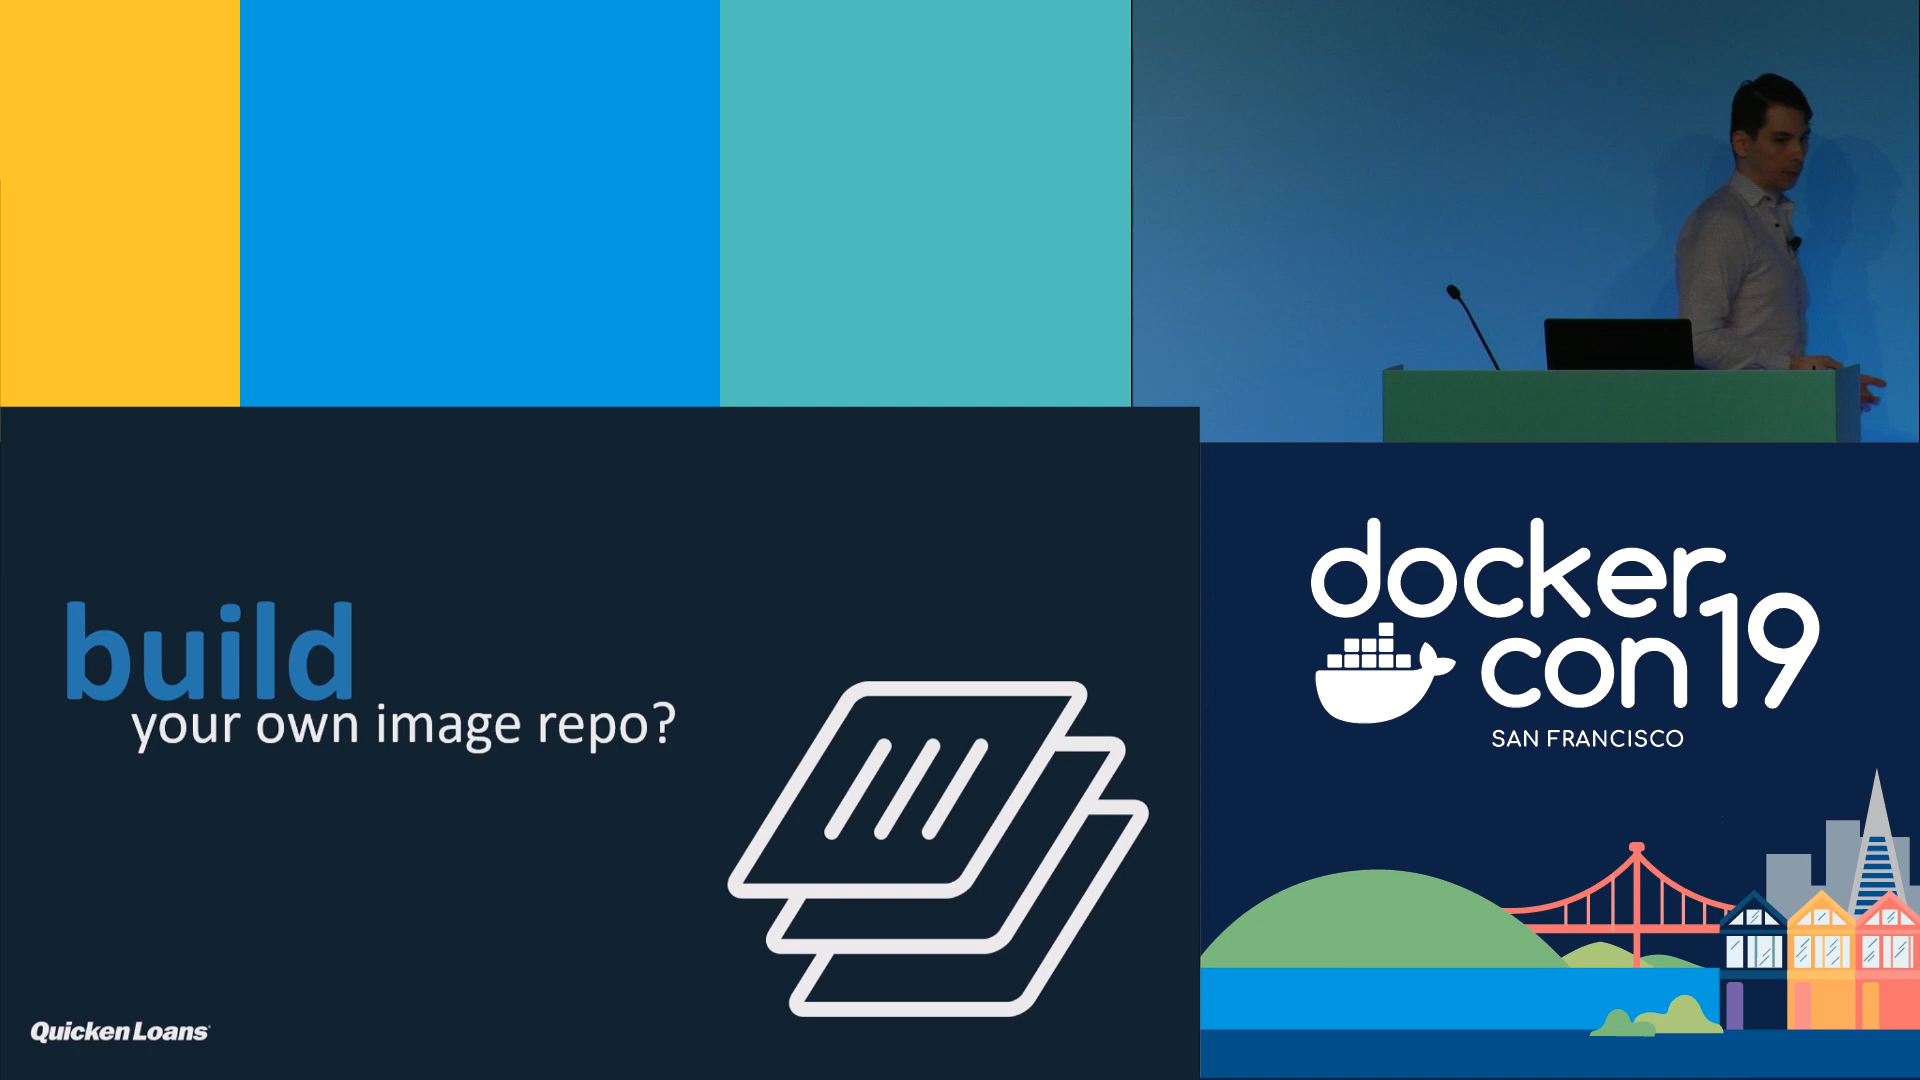 build
your own image repo?
Quicken Loans
docker
con 19
SAN FRANCISCO